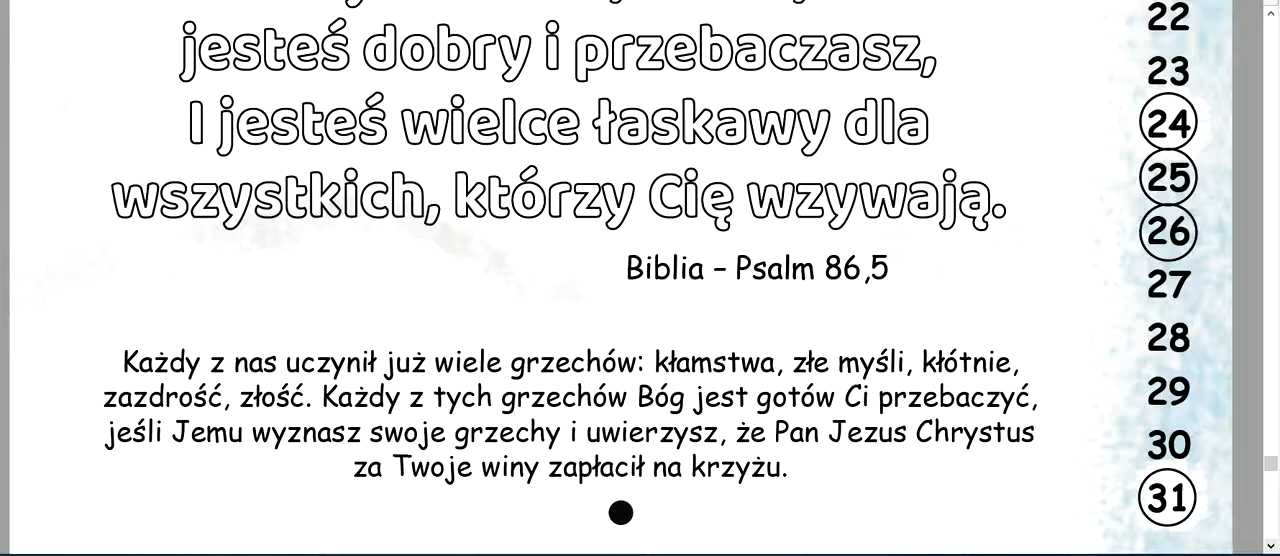 jesteś dobry i przebaczasz,
I jesteś wielce łaskawy dla
wszystkich, którzy Cię wzywają.
Biblia – Psalm 86,5
Każdy z nas uczynił już wiele grzechów: kłamstwa, złe myśli, kłótnie,
zazdrość, złość. Każdy z tych grzechów Bóg jest gotów Ci przebaczyć,
jeśli Jemu wyznasz swoje grzechy i uwierzysz, że Pan Jezus Chrystus
za Twoje winy zapłacił na krzyżu.
22
23
24
25
26
27
28
29
30
31